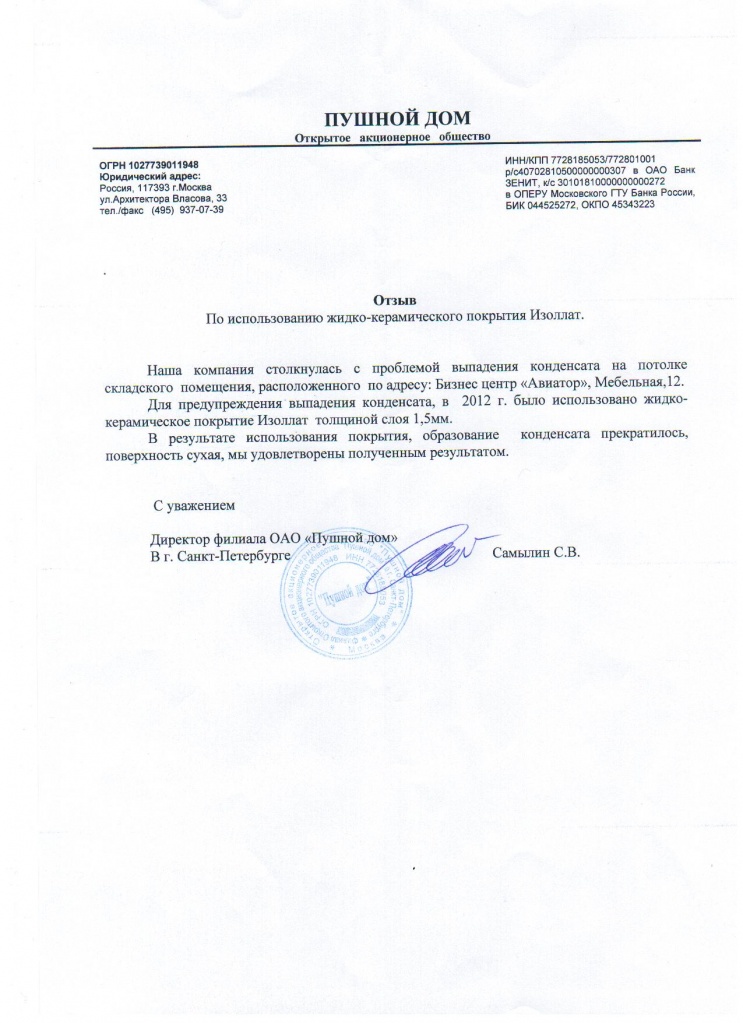 ПУШНОЙ ДОМ
Открытое акционерное общество
ОГРН 1027739011948
Юридический адрес:
Россия, 117393 г.Москва
ул.Архитектора Власова, 33
тел./факс (495) 937-07-39
ИНН/КПП 7728185053/772801001
р/с40702810500000000307 в ОАО Банк
ЗЕНИТ, к/с 30101810000000000272
в ОПЕРУ Московского ГТУ Банка России,
БИК 044525272, ОКПО 45343223
Отзыв
По использованию жидко-керамического покрытия Изоллат.
Наша компания столкнулась с проблемой выпадения конденсата на потолке
складского помещения, расположенного по адресу: Бизнес центр «Авиатор», Мебельная,12.
Для предупреждения выпадения конденсата, в 2012 г. было использовано жидко-
керамическое покрытие Изоллат толщиной слоя 1,5мм.
В результате использования покрытия, образование конденсата прекратилось,
поверхность сухая, мы удовлетворены полученным результатом.
С уважением
Директор филиала ОАО «Пушной дом»
В г. Санкт-Петербурге
Самылин С.В.
"Пушной дом"
ОГРН 1027739011948 ИНН